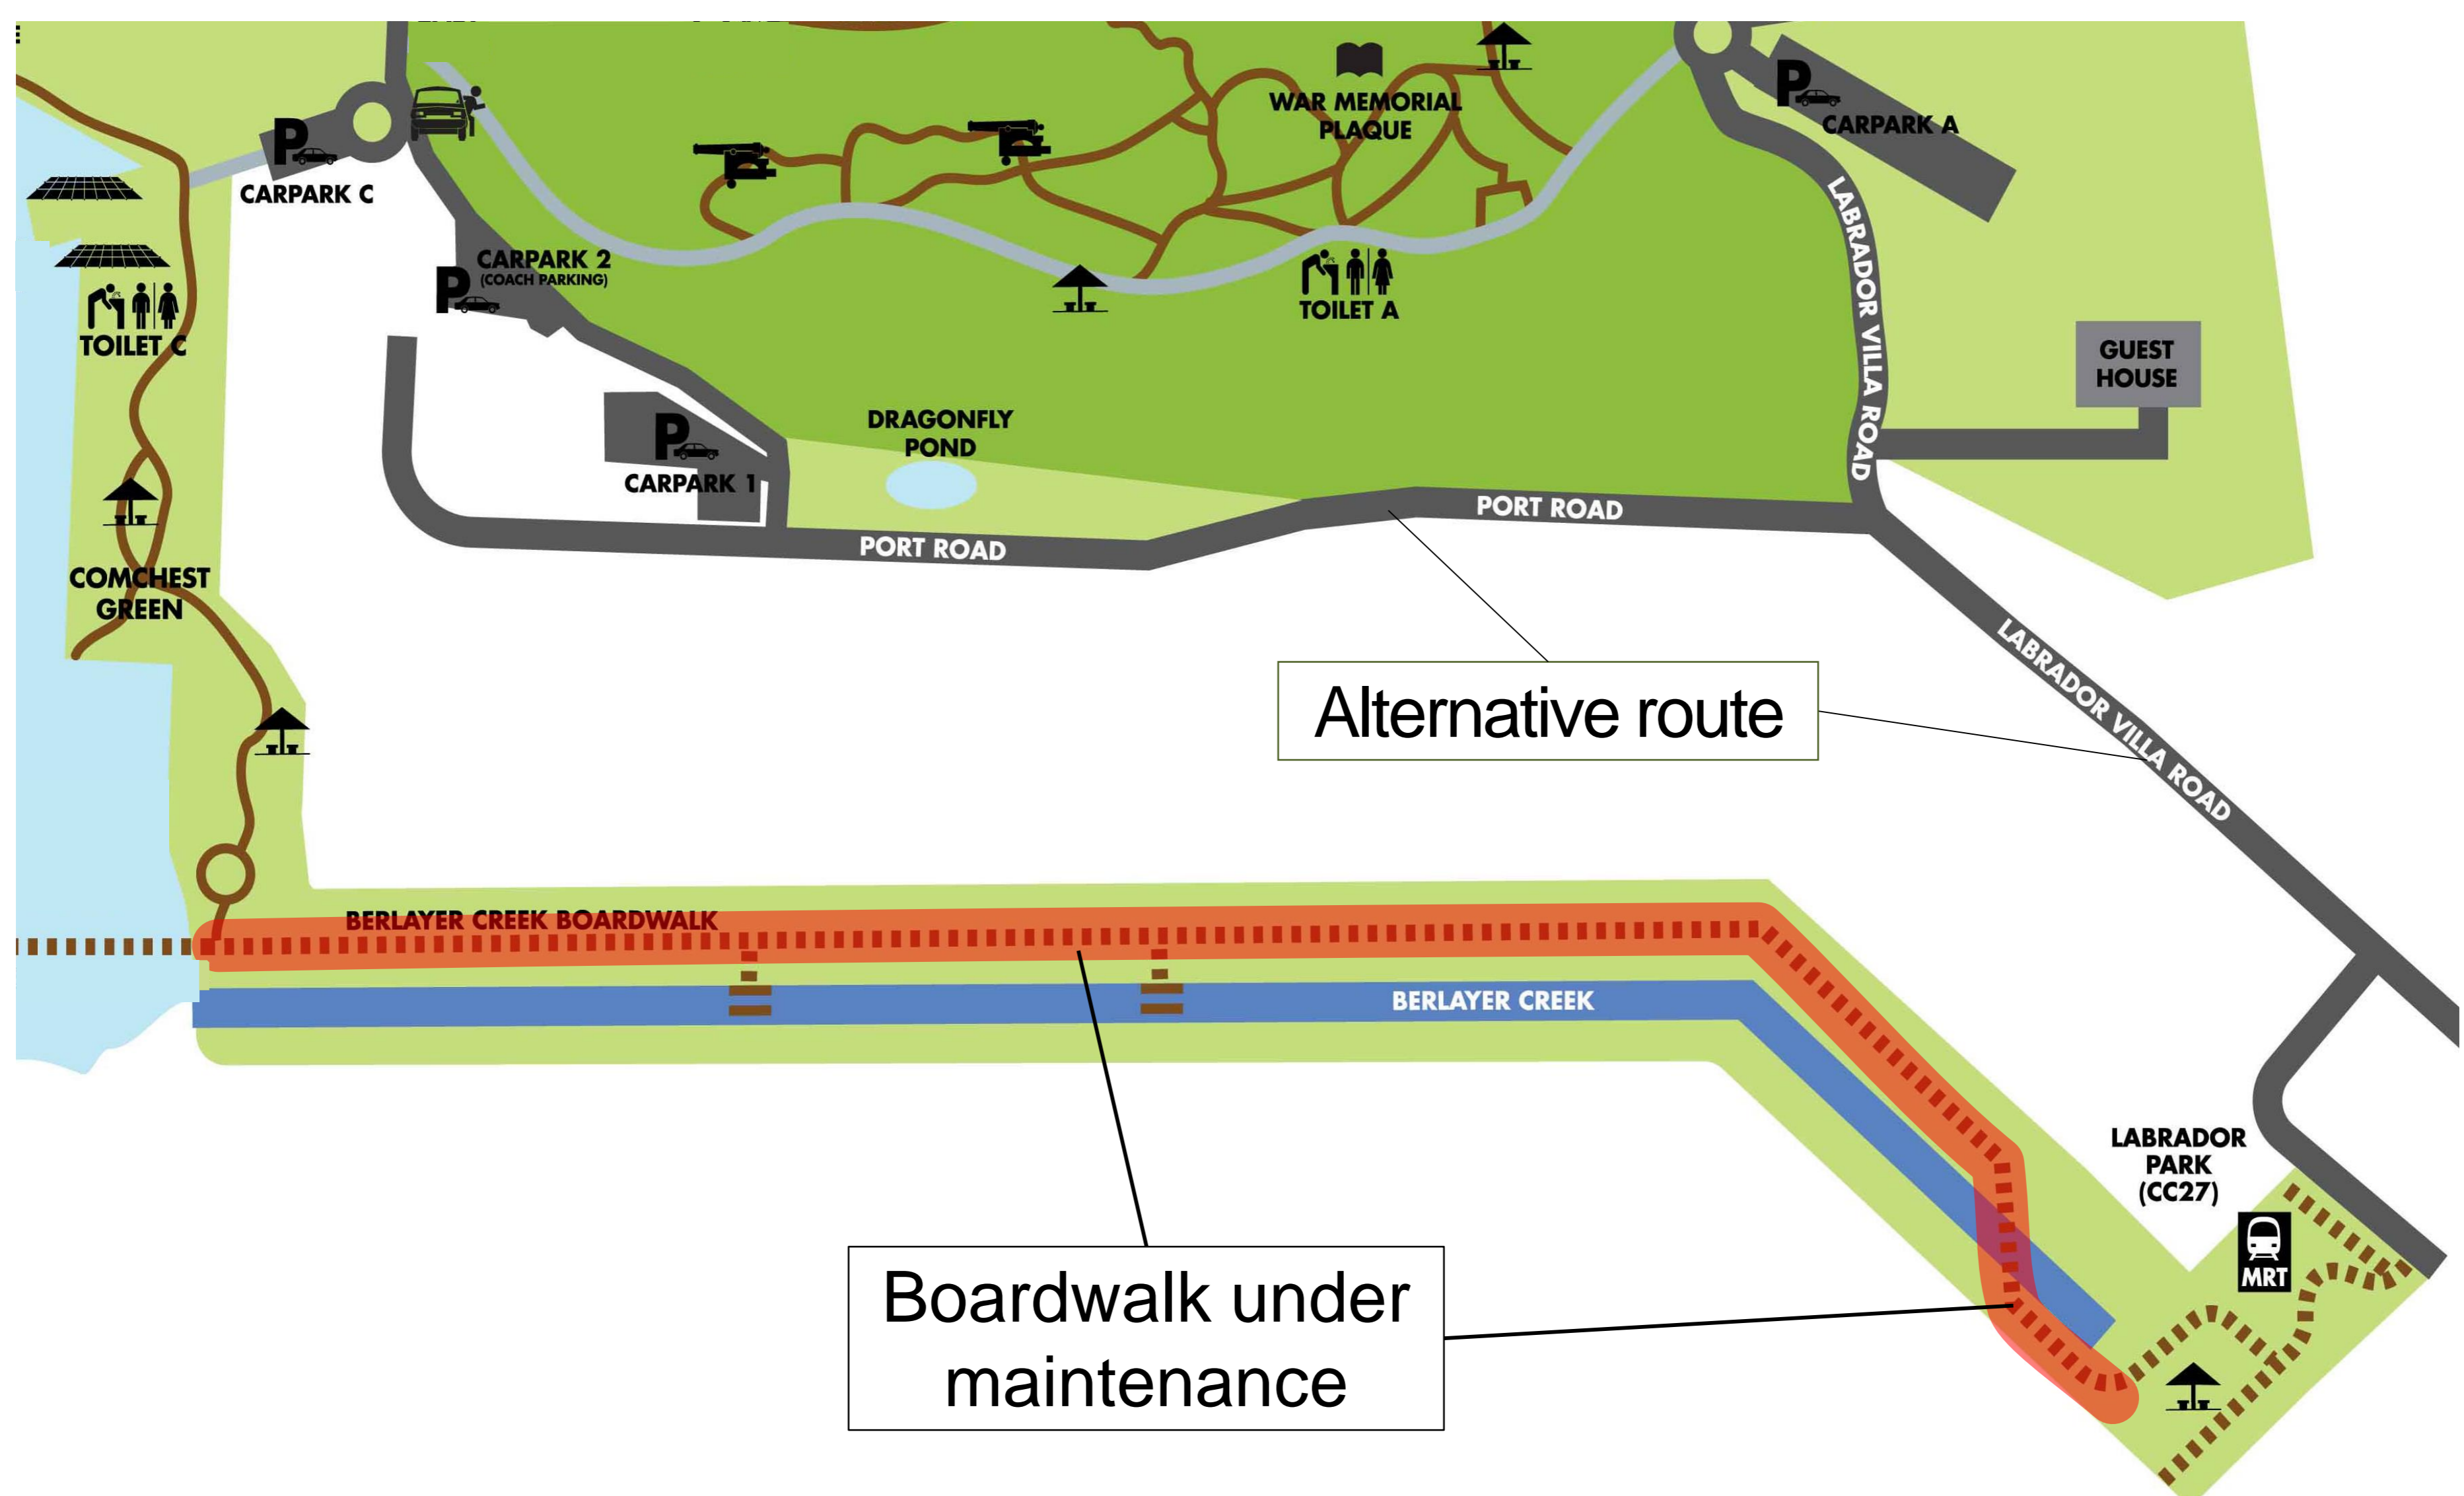 WAR MEMORIAL
PLAQUE
P
CARPARK A
P
CARPARK C
LABRADOR VILLA ROAD
CARPARK 2
(COACH PARKING)
P
TOILET A
TOILET C
GUEST
HOUSE
DRAGONFLY
POND
P
CARPARK 1
PORT ROAD
PORT ROAD
COMCHEST
GREEN
LABRADOR VILLA ROAD
Alternative route
BERLAYER CREEK BOARDWALK
BERLAYER CREEK
LABRADOR
PARK
(CC27)
MRT
Boardwalk under
maintenance